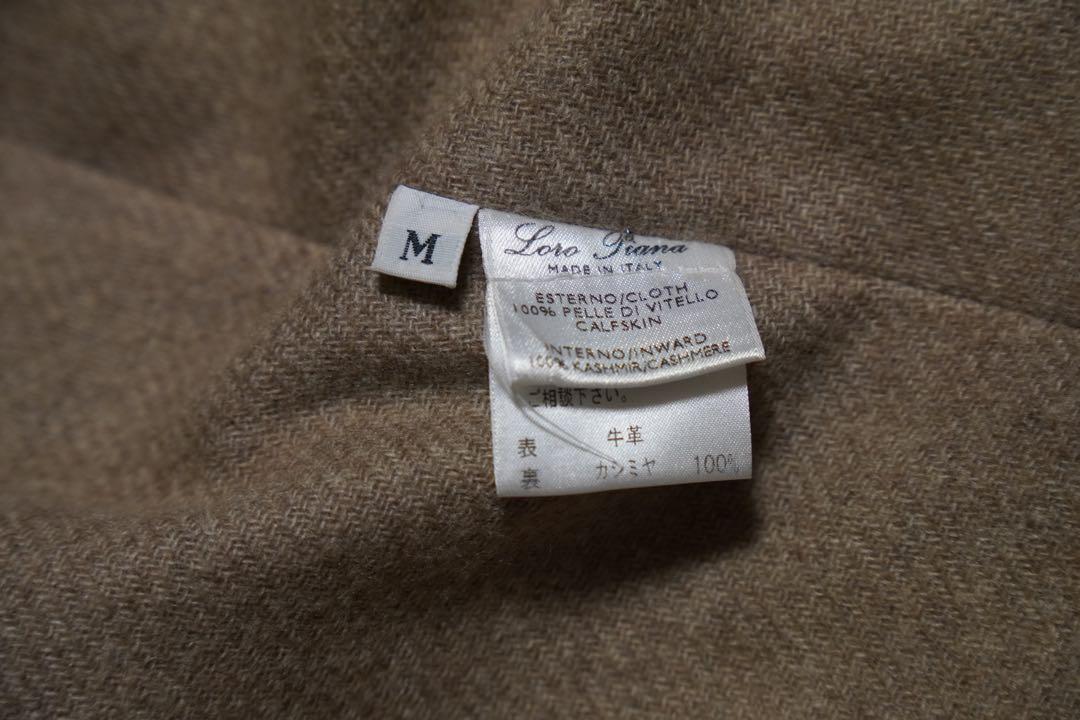 M
Loro Piana
MADE IN ITALY
ESTERNO/CLOTH
100% PELLE DI VITELLO
CALFSKIN
INTERNO/INWARD
100% KASHMIR,CASHMERE
ご相談下さい。
表 牛革
裏 カシミヤ 100%